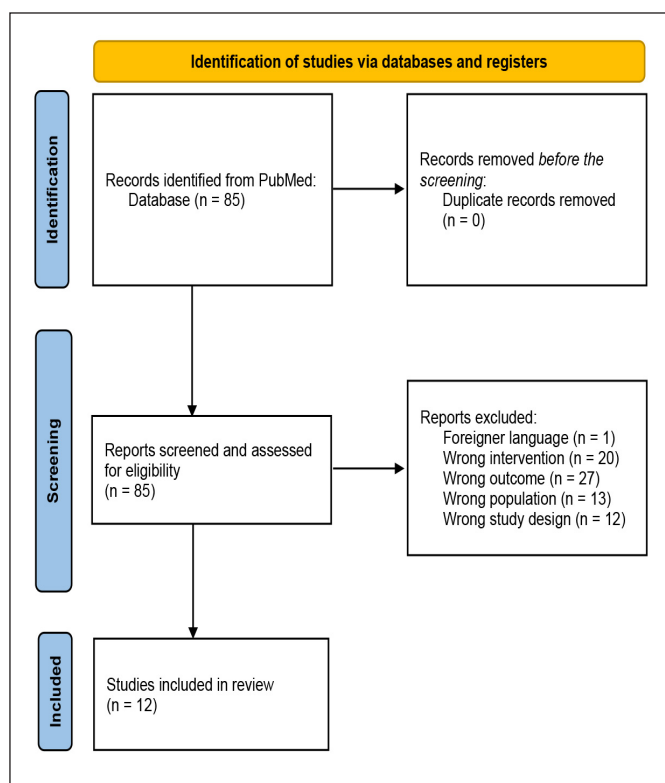 Identification of studies via databases and registers
Identification
Records identified from PubMed:
Database (n = 85)
Records removed before the
screening:
Duplicate records removed
(n = 0)
Screening
Reports screened and assessed
for eligibility
(n = 85)
Reports excluded:
Foreigner language (n = 1)
Wrong intervention (n = 20)
Wrong outcome (n = 27)
Wrong population (n = 13)
Wrong study design (n = 12)
Included
Studies included in review
(n = 12)